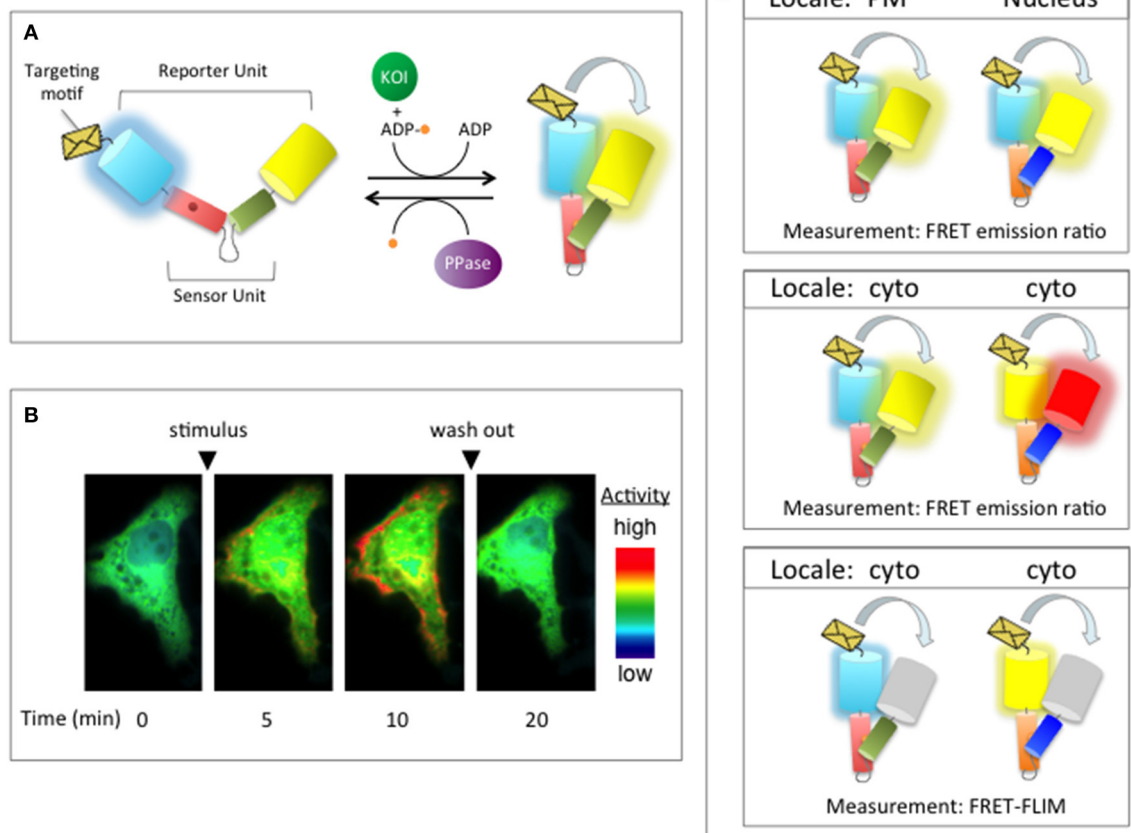 A
Targeting
motif
Reporter Unit
KOI
+
ADP-
ADP
PPase
Sensor Unit
B
stimulus
wash out
Activity
high
low
Time (min) 0 5 10 20
Locale: PM Nucleus
Measurement: FRET emission ratio
Locale: cyto cyto
Measurement: FRET emission ratio
Locale: cyto cyto
Measurement: FRET-FLIM